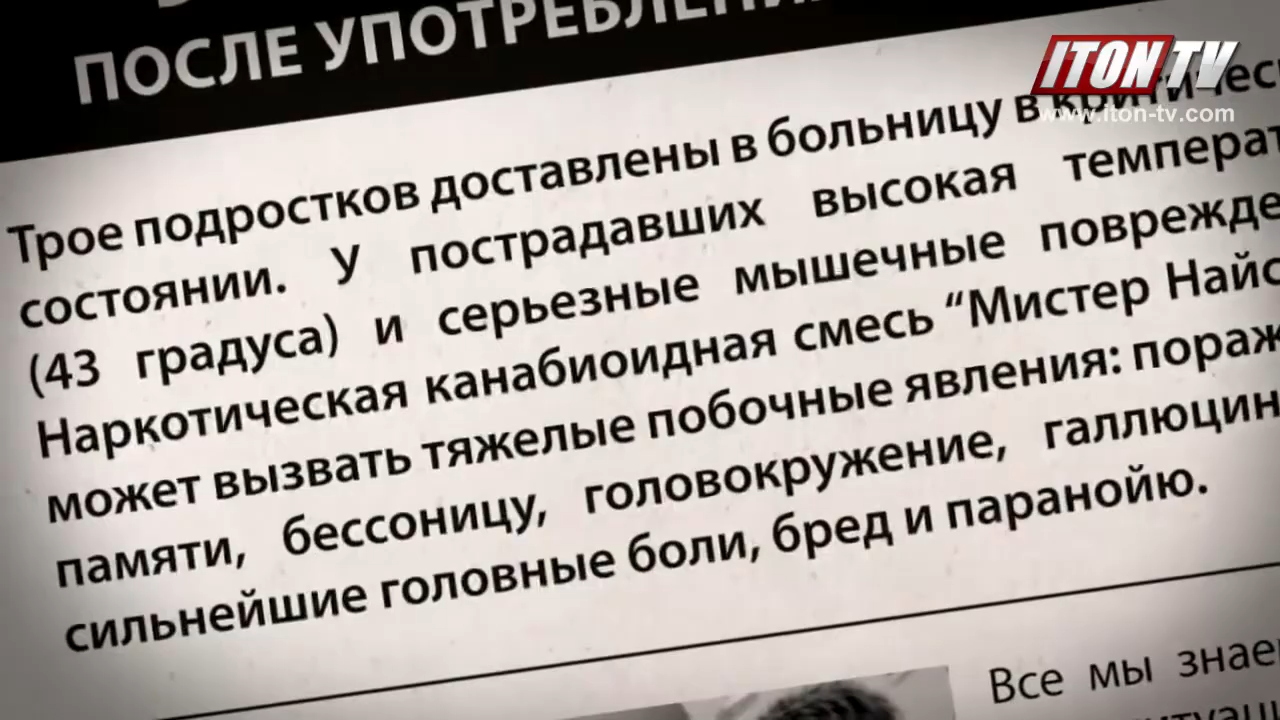 ПОСЛЕ УПОТРЕБЛЕНИ
ITON TV
www.iton-tv.com
Трое подростков доставлены в больницу в критичес
состоянии. У пострадавших высокая температ
(43 градуса) и серьезные мышечные поврежде
Наркотическая канабиоидная смесь “Мистер Найс
может вызвать тяжелые побочные явления: пораж
памяти, бессоницу, головокружение, галлюцин
сильнейшие головные боли, бред и паранойю.
Все мы знае